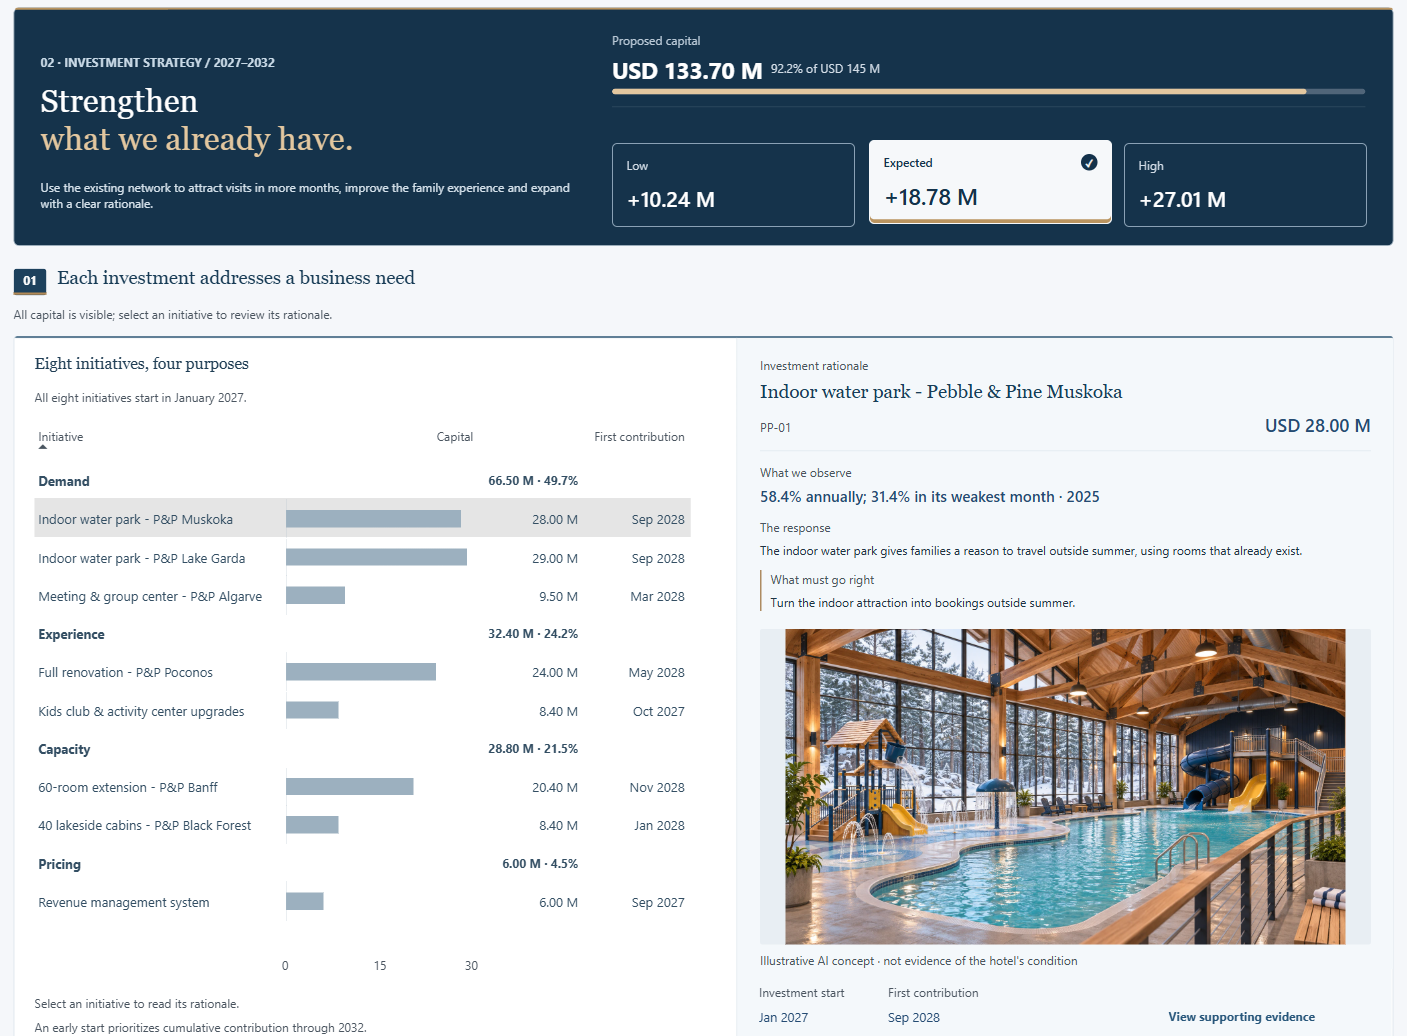 02 · INVESTMENT STRATEGY / 2027–2032
Strengthen
what we already have.
Use the existing network to attract visits in more months, improve the family experience and expand
with a clear rationale.
Proposed capital
USD 133.70 M 92.2% of USD 145 M
Low
+10.24 M
Expected
+18.78 M
High
+27.01 M
01 Each investment addresses a business need
All capital is visible; select an initiative to review its rationale.
Eight initiatives, four purposes
All eight initiatives start in January 2027.
Initiative Capital First contribution
Demand 66.50 M · 49.7%
Indoor water park - P&P Muskoka 28.00 M Sep 2028
Indoor water park - P&P Lake Garda 29.00 M Sep 2028
Meeting & group center - P&P Algarve 9.50 M Mar 2028
Experience 32.40 M · 24.2%
Full renovation - P&P Poconos 24.00 M May 2028
Kids club & activity center upgrades 8.40 M Oct 2027
Capacity 28.80 M · 21.5%
60-room extension - P&P Banff 20.40 M Nov 2028
40 lakeside cabins - P&P Black Forest 8.40 M Jan 2028
Pricing 6.00 M · 4.5%
Revenue management system 6.00 M Sep 2027
0 15 30
Select an initiative to read its rationale.
An early start prioritizes cumulative contribution through 2032.
Investment rationale
Indoor water park - Pebble & Pine Muskoka
PP-01 USD 28.00 M
What we observe
58.4% annually; 31.4% in its weakest month · 2025
The response
The indoor water park gives families a reason to travel outside summer, using rooms that already exist.
What must go right
Turn the indoor attraction into bookings outside summer.
Illustrative AI concept · not evidence of the hotel's condition
Investment start First contribution
Jan 2027 Sep 2028 View supporting evidence